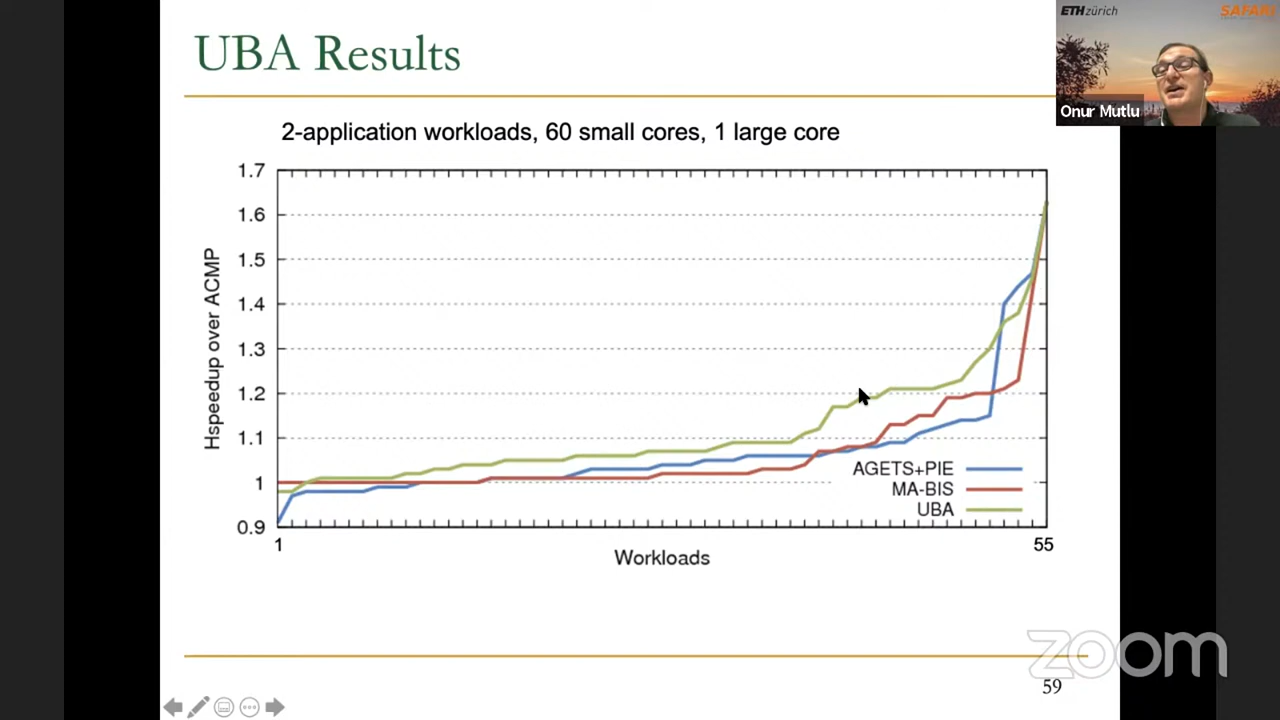 UBA Results
ETHzürich
SAFARI
Onur Mutlu
2-application workloads, 60 small cores, 1 large core
1.7
1.6
1.5
1.4
1.3
1.2
1.1
1
0.9
Hspeedup over ACMP
AGETS+PIE
MA-BIS
UBA
1
55
Workloads
zoom
59